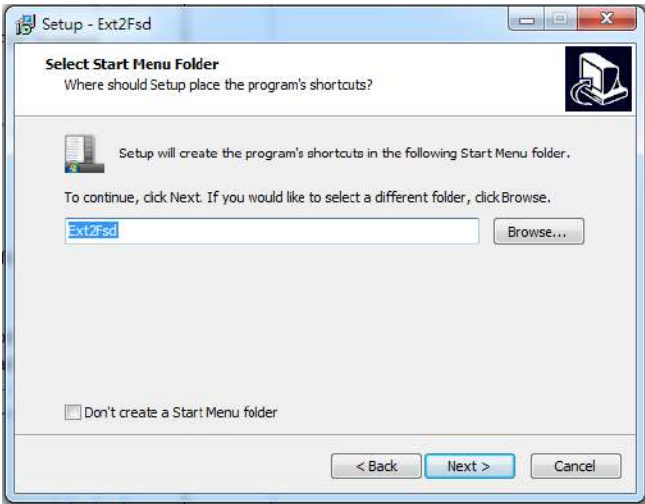 Setup - Ext2Fsd
Select Start Menu Folder
Where should Setup place the program's shortcuts?
Setup will create the program's shortcuts in the following Start Menu folder.
To continue, click Next. If you would like to select a different folder, click Browse.
Ext2Fsd
Browse...
Don't create a Start Menu folder
< Back
Next >
Cancel